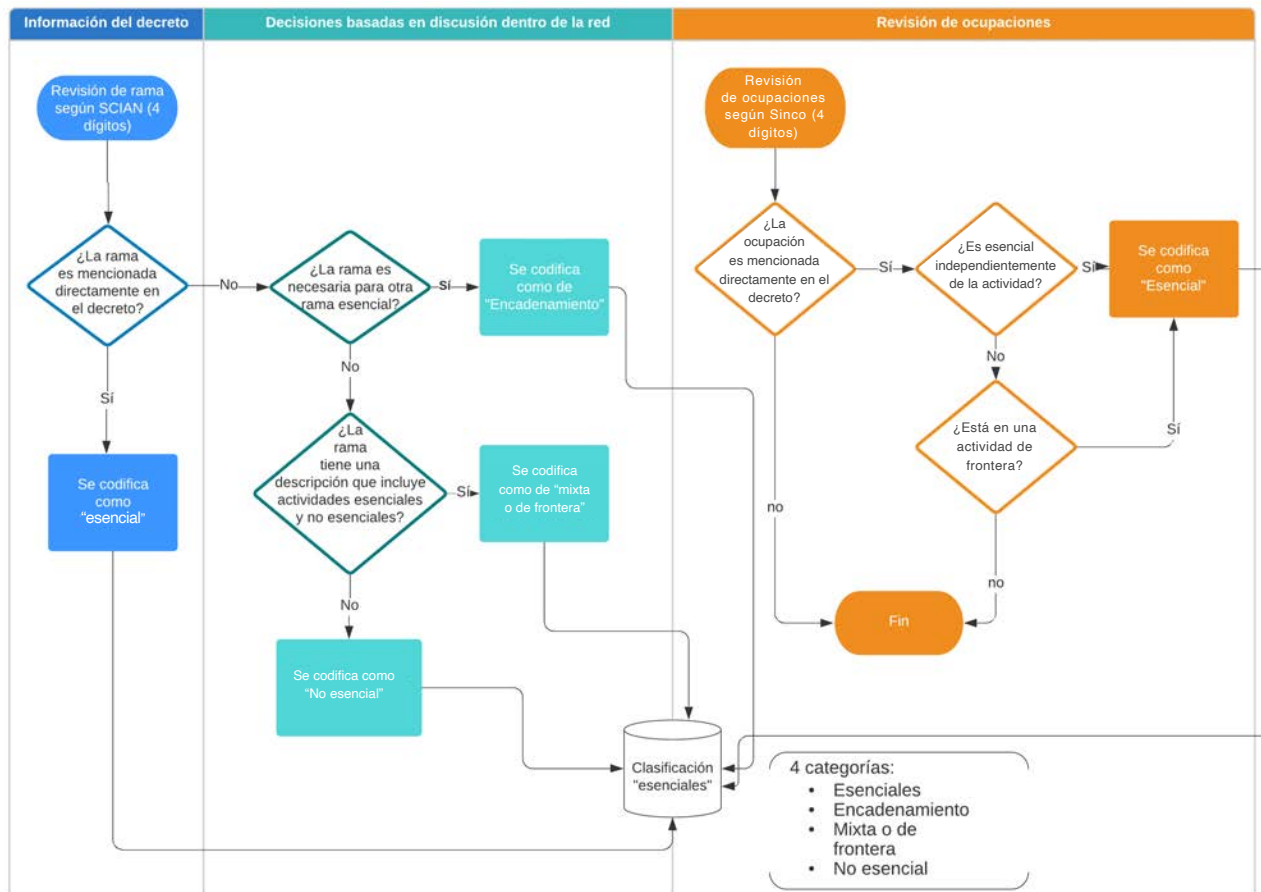 Información del decreto
Decisiones basadas en discusión dentro de la red
Revisión de ocupaciones
Revisión de rama
según SCIAN (4
dígitos)
¿La rama
es mencionada
directamente en
el decreto?
No
Sí
Se codifica
como
“esencial”
¿La rama es
necesaria para otra
rama esencial?
sí
Se codifica
como de
"Encadenamiento"
No
¿La
rama
tiene una
descripción que incluye
actividades esenciales
y no esenciales?
Sí
Se codifica
como de “mixta
o de frontera”
No
Se codifica como
“No esencial”
Clasificación
"esenciales"
Revisión
de ocupaciones
según Sinco (4
dígitos)
¿La
ocupación
es mencionada
directamente en el
decreto?
Sí
¿Es esencial
independientemente
de la actividad?
Sí
Se codifica
como
"Esencial"
No
¿Está en una
actividad de
frontera?
Sí
no
no
Fin
4 categorías:
• Esenciales
• Encadenamiento
• Mixta o de
frontera
• No esencial